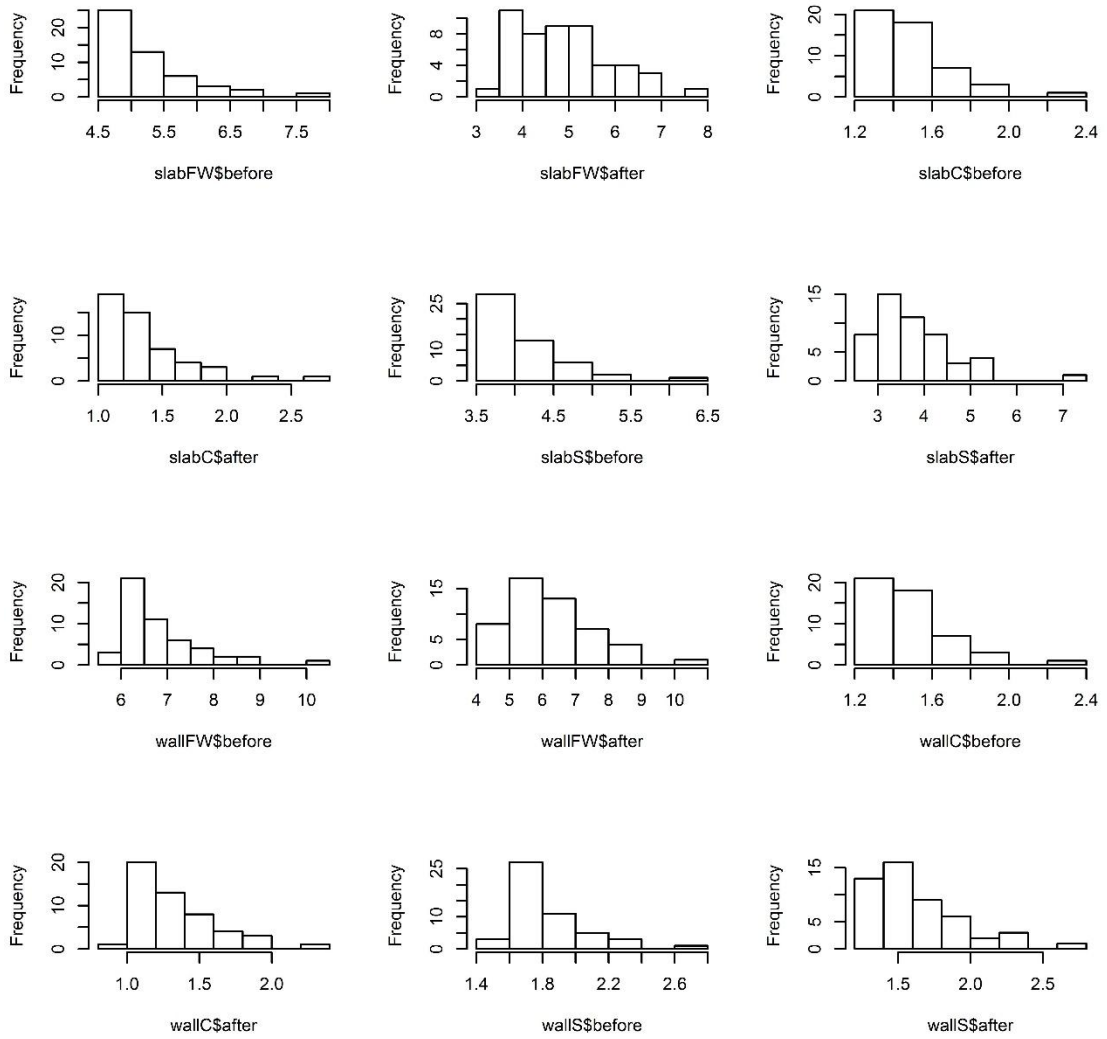 Frequency
0 10 20
4.5 5.5 6.5 7.5
slabFW$before
Frequency
0 4 8
3 4 5 6 7 8
slabFW$after
Frequency
0 10 20
1.2 1.6 2.0 2.4
slabC$before
Frequency
0 10
1.0 1.5 2.0 2.5
slabC$after
Frequency
0 10 25
3.5 4.5 5.5 6.5
slabS$before
Frequency
0 5 10 15
3 4 5 6 7
slabS$after
Frequency
0 10 20
6 7 8 9 10
wallFW$before
Frequency
0 5 15
4 5 6 7 8 9 10
wallFW$after
Frequency
0 10 20
1.2 1.6 2.0 2.4
wallC$before
Frequency
0 5 10 20
1.0 1.5 2.0
wallC$after
Frequency
0 10 25
1.4 1.8 2.2 2.6
wallS$before
Frequency
0 5 15
1.5 2.0 2.5
wallS$after